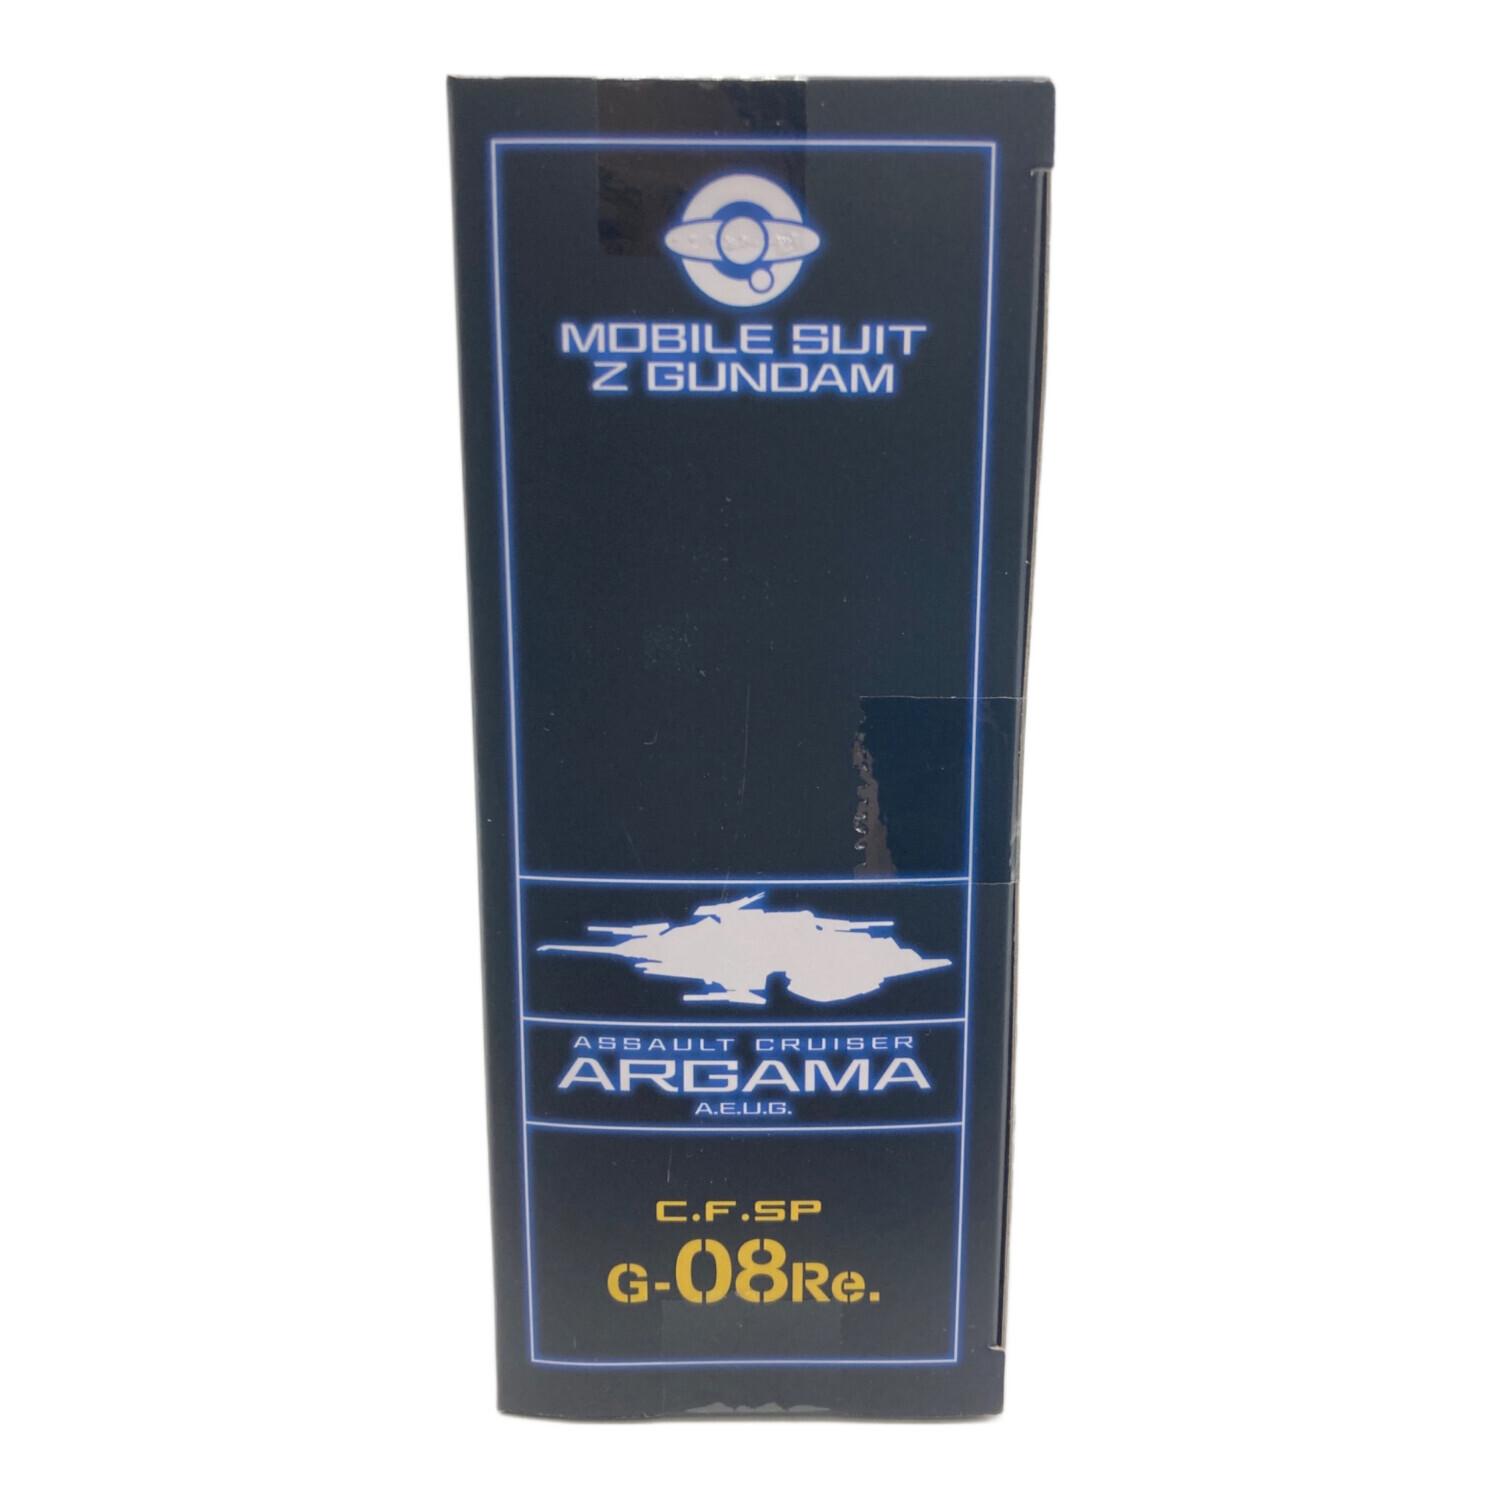 MOBILE SUIT
Z GUNDAM
ASSAULT CRUISER
ARGAMA
A.E.U.G.
C.F.SP
G-08Re.